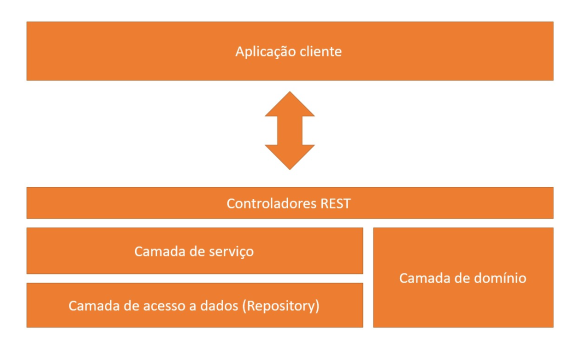 Aplicação cliente
Controladores REST
Camada de serviço
Camada de domínio
Camada de acesso a dados (Repository)